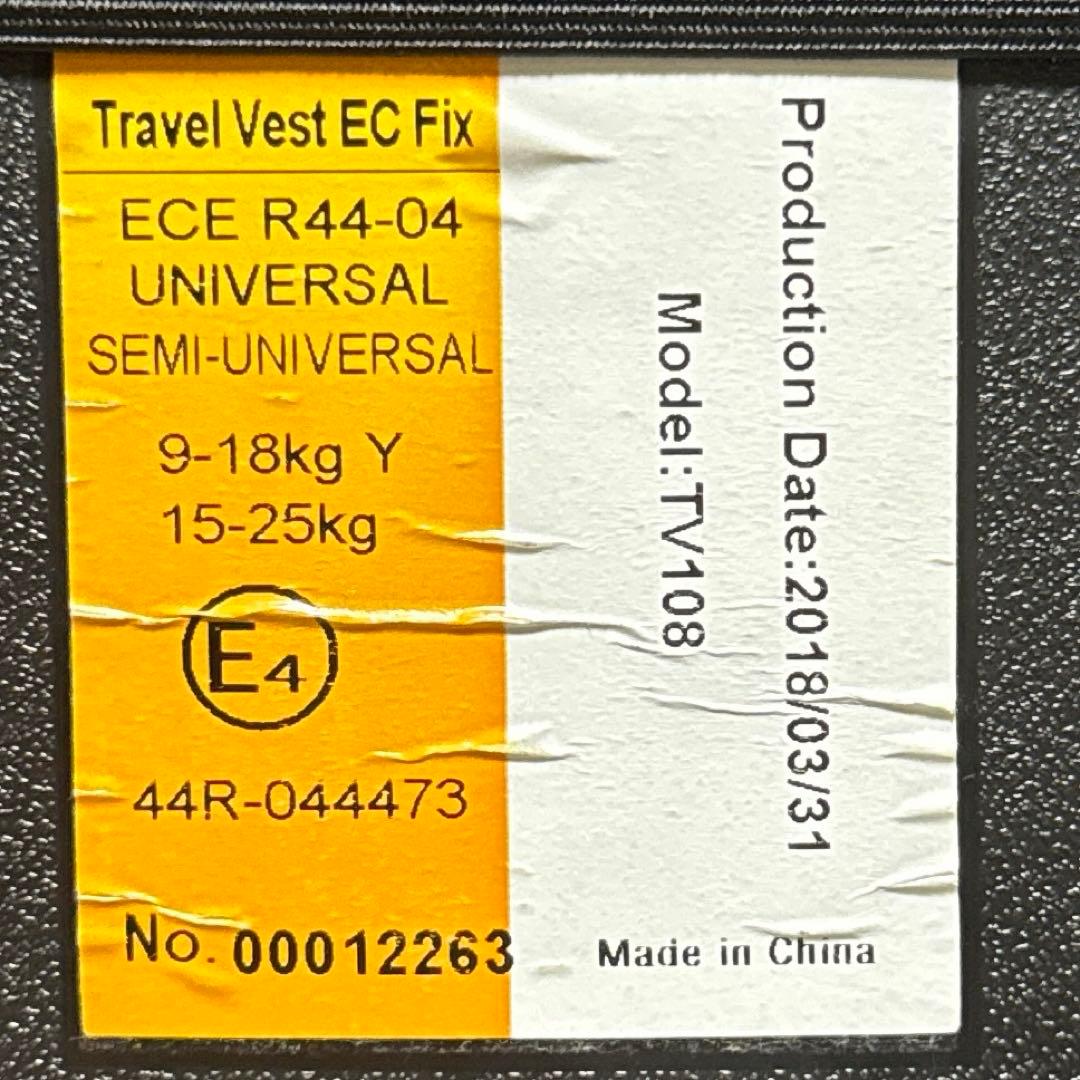 Travel Vest EC Fix
ECE R44-04
UNIVERSAL
SEMI-UNIVERSAL
9-18kg Y
15-25kg
E4
44R-044473
No. 00012263
Production Date:2018/03/31
Model:TV108
Made in China